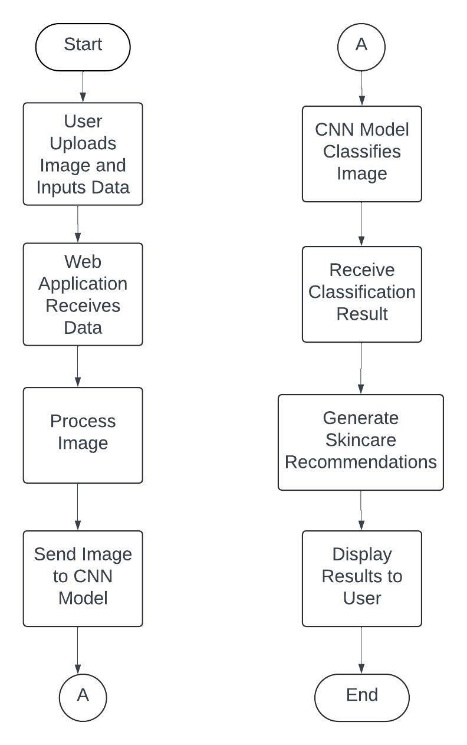 Start
User
Uploads
Image and
Inputs Data
Web
Application
Receives
Data
Process
Image
Send Image
to CNN
Model
A
A
CNN Model
Classifies
Image
Receive
Classification
Result
Generate
Skincare
Recommendations
Display
Results to
User
End